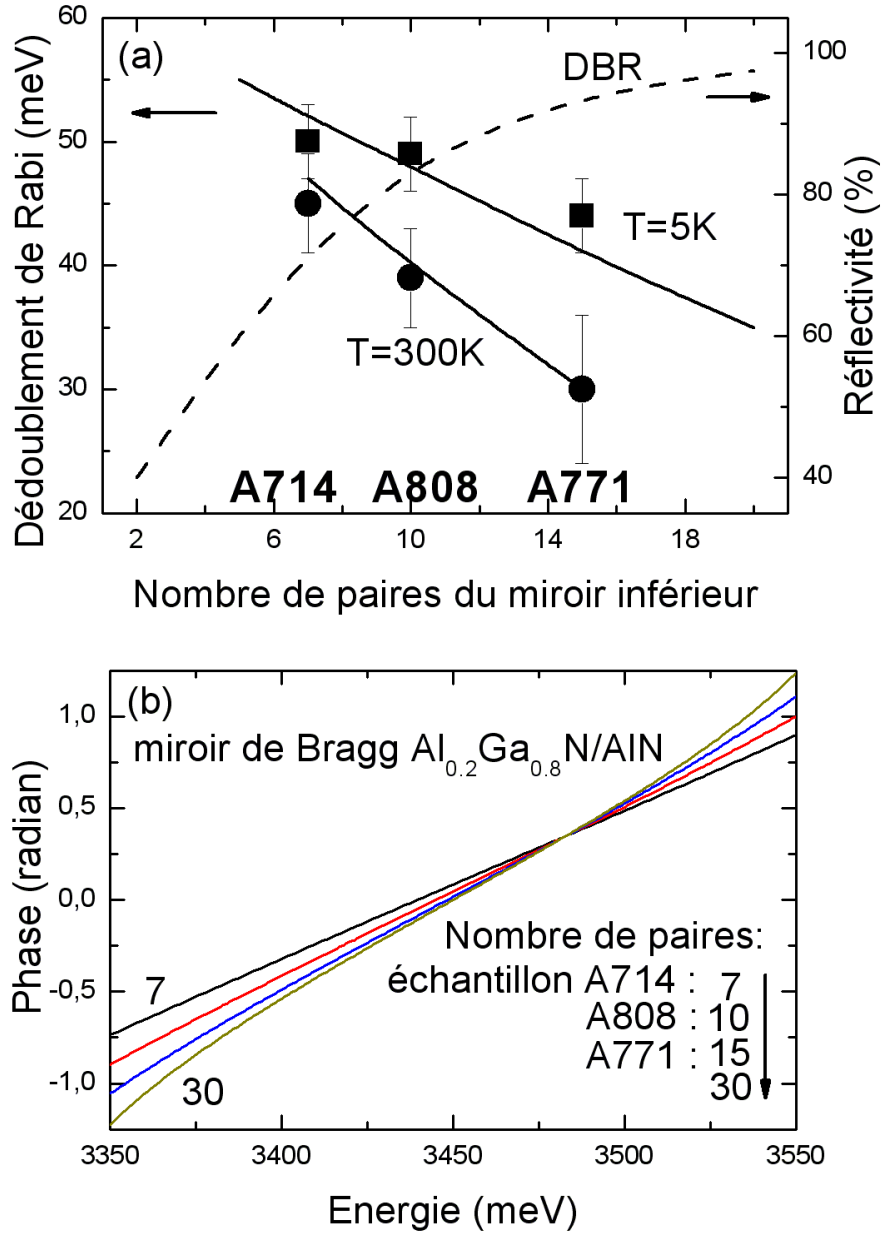 (a)
DBR
T=5K
T=300K
A714 A808 A771
60
50
40
30
20
100
80
60
40
2 6 10 14 18
Dédoublement de Rabi (meV)
Réflectivité (%)
Nombre de paires du miroir inférieur
(b)
miroir de Bragg Al0.2Ga0.8N/AlN
7
30
Nombre de paires:
échantillon A714 : 7
A808 : 10
A771 : 15
30
1,0
0,5
0,0
-0,5
-1,0
Phase (radian)
3350 3400 3450 3500 3550
Energie (meV)